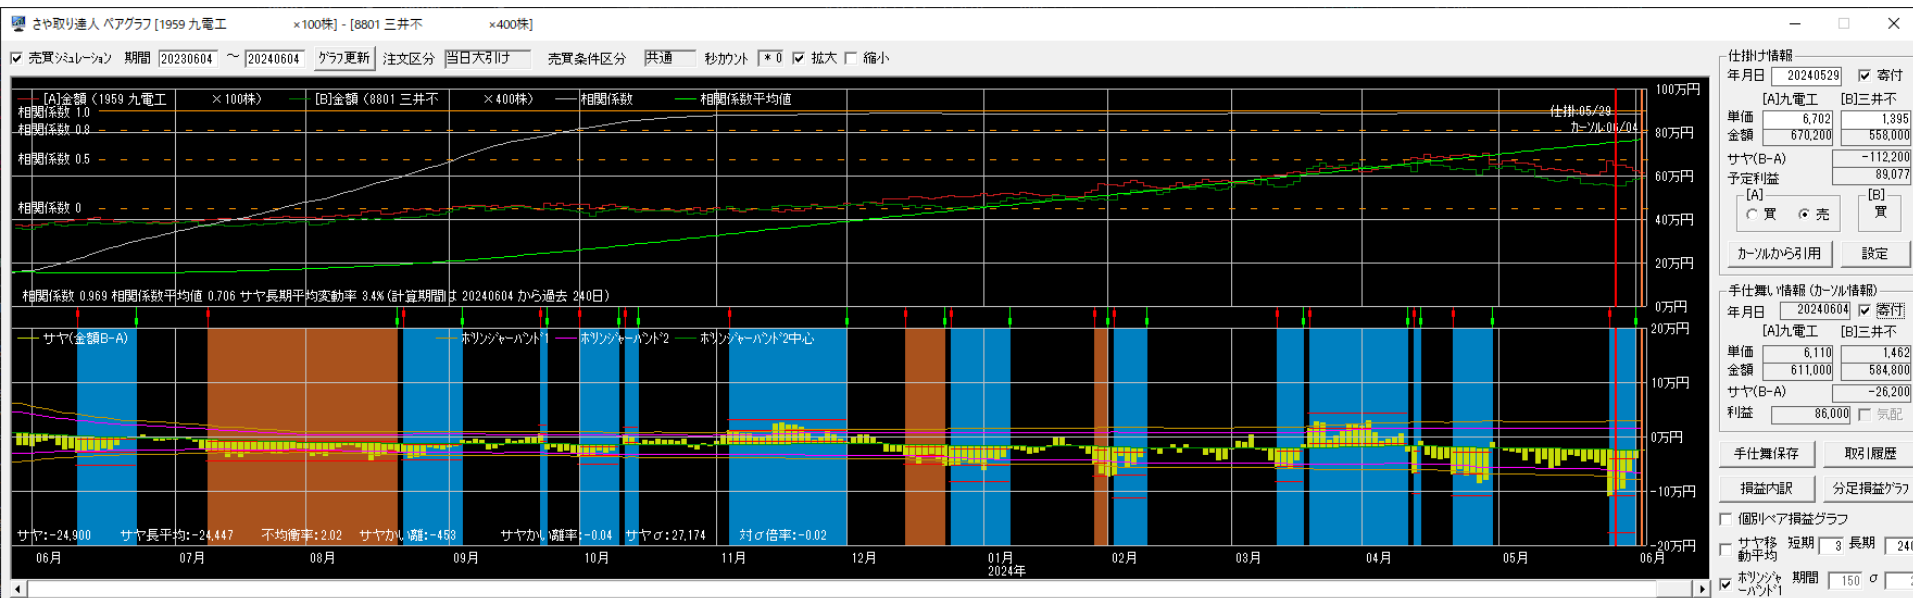 さや取り達人 ペアグラフ [1959 九電工 ×100株] - [8801 三井不 ×400株]
売買シミュレーション 期間 20230604 ～ 20240604 グラフ更新 注文区分 当日大引け 売買条件区分 共通 秒カウント * 0 拡大 縮小
[A]金額 (1959 九電工 ×100株) [B]金額 (8801 三井不 ×400株) 相関係数 相関係数平均値
相関係数 1.0
相関係数 0.8
相関係数 0.5
相関係数 0
仕掛:05/29
カーソル:06/04
100万円
80万円
60万円
40万円
20万円
0万円
相関係数 0.969 相関係数平均値 0.706 サヤ長期平均変動率 3.4% (計算期間は 20240604 から過去 240日)
サヤ(金額B-A) ボリンジャーバンド1 ボリンジャーバンド2 ボリンジャーバンド2中心
20万円
10万円
0万円
-10万円
-20万円
サヤ:-24,900 サヤ長平均:-24,447 不均衡率:2.02 サヤかい離:-453 サヤかい離率:-0.04 サヤσ:27,174 対σ倍率:-0.02
06月 07月 08月 09月 10月 11月 12月 01月 02月 03月 04月 05月 06月
2024年
仕掛け情報
年月日 20240529 寄付
[A]九電工 [B]三井不
単価 6,702 1,395
金額 670,200 558,000
サヤ(B-A) -112,200
予定利益 89,077
[A] [B]
買 売 買
カーソルから引用 設定
手仕舞い情報 (カーソル情報)
年月日 20240604 寄付
[A]九電工 [B]三井不
単価 6,110 1,462
金額 611,000 584,800
サヤ(B-A) -26,200
利益 86,000 気配
手仕舞保存 取引履歴
損益内訳 分足損益グラフ
個別ペア損益グラフ
サヤ移動平均 短期 3 長期 240
ボリンジャーバンド1 期間 150 σ